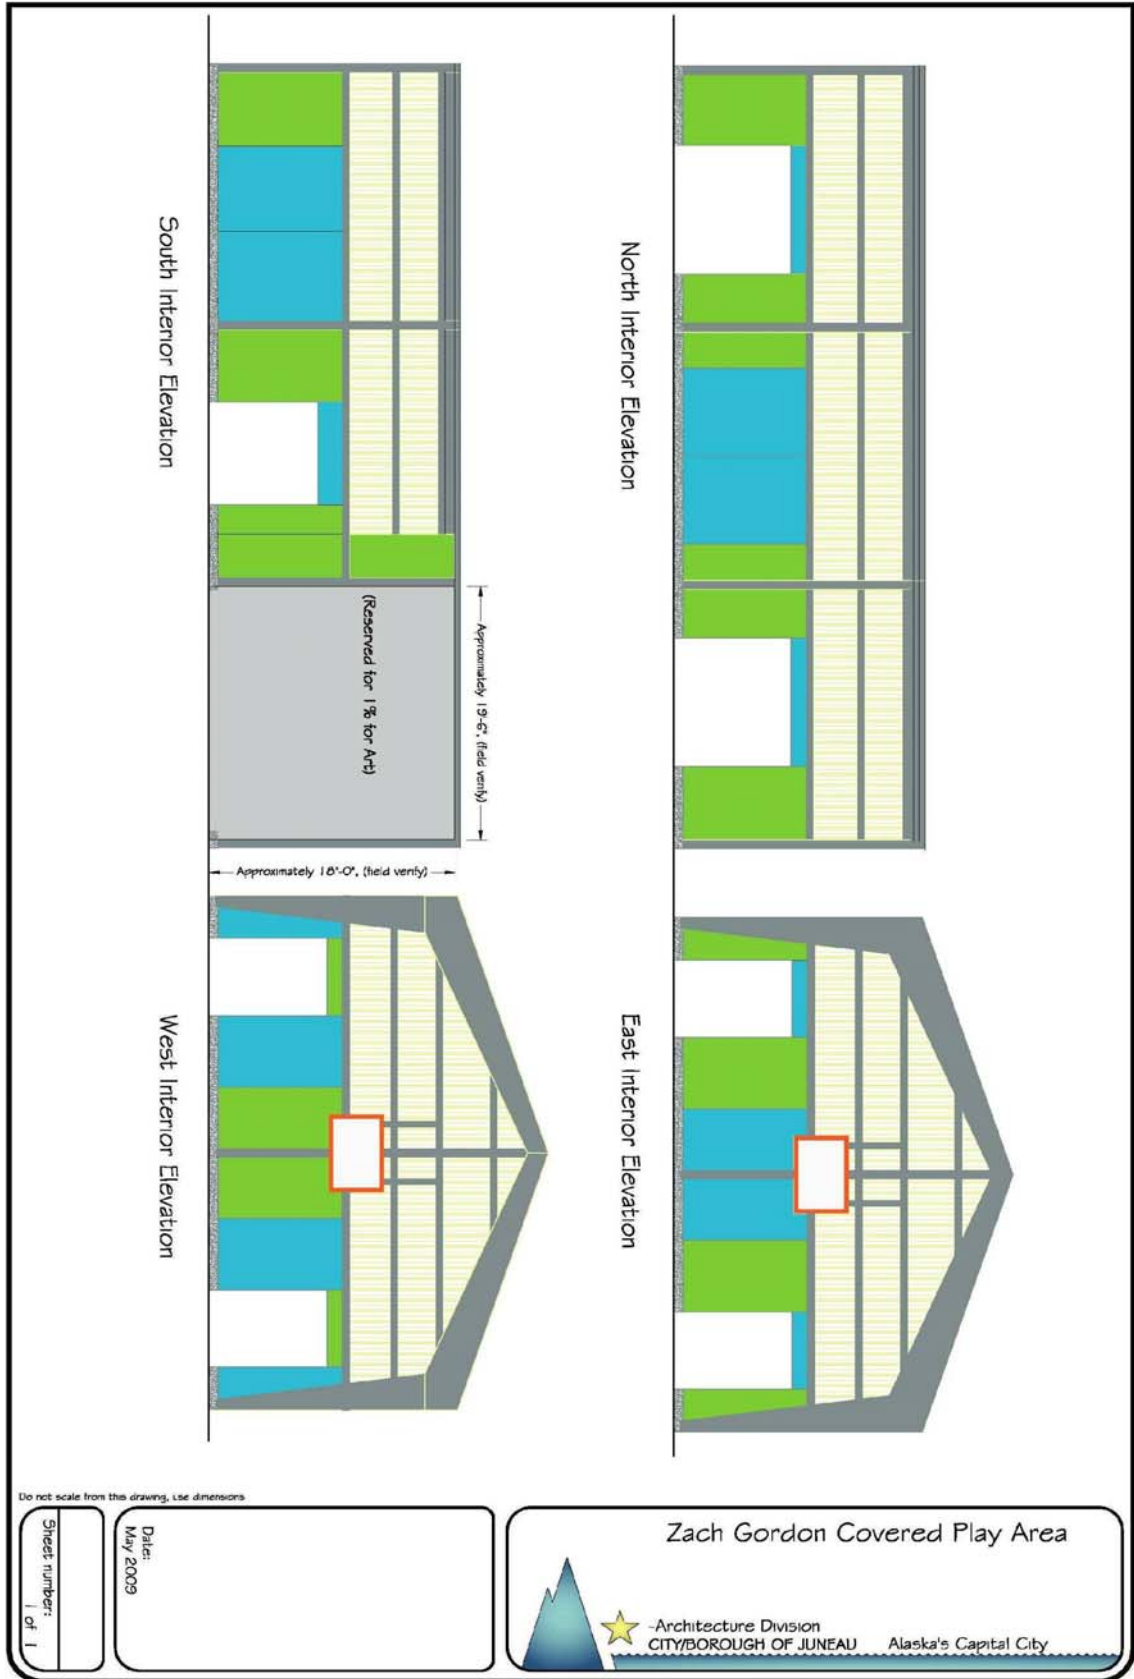 North Interior Elevation
East Interior Elevation
South Interior Elevation
(Reserved for 1% for Art)
Approximately 19'-6", (field verify)
Approximately 18'-0", (field verify)
West Interior Elevation
Do not scale from this drawing, use dimensions
Sheet number:
1 of 1
Date:
May 2009
Zach Gordon Covered Play Area
-Architecture Division
CITY/BOROUGH OF JUNEAU Alaska's Capital City